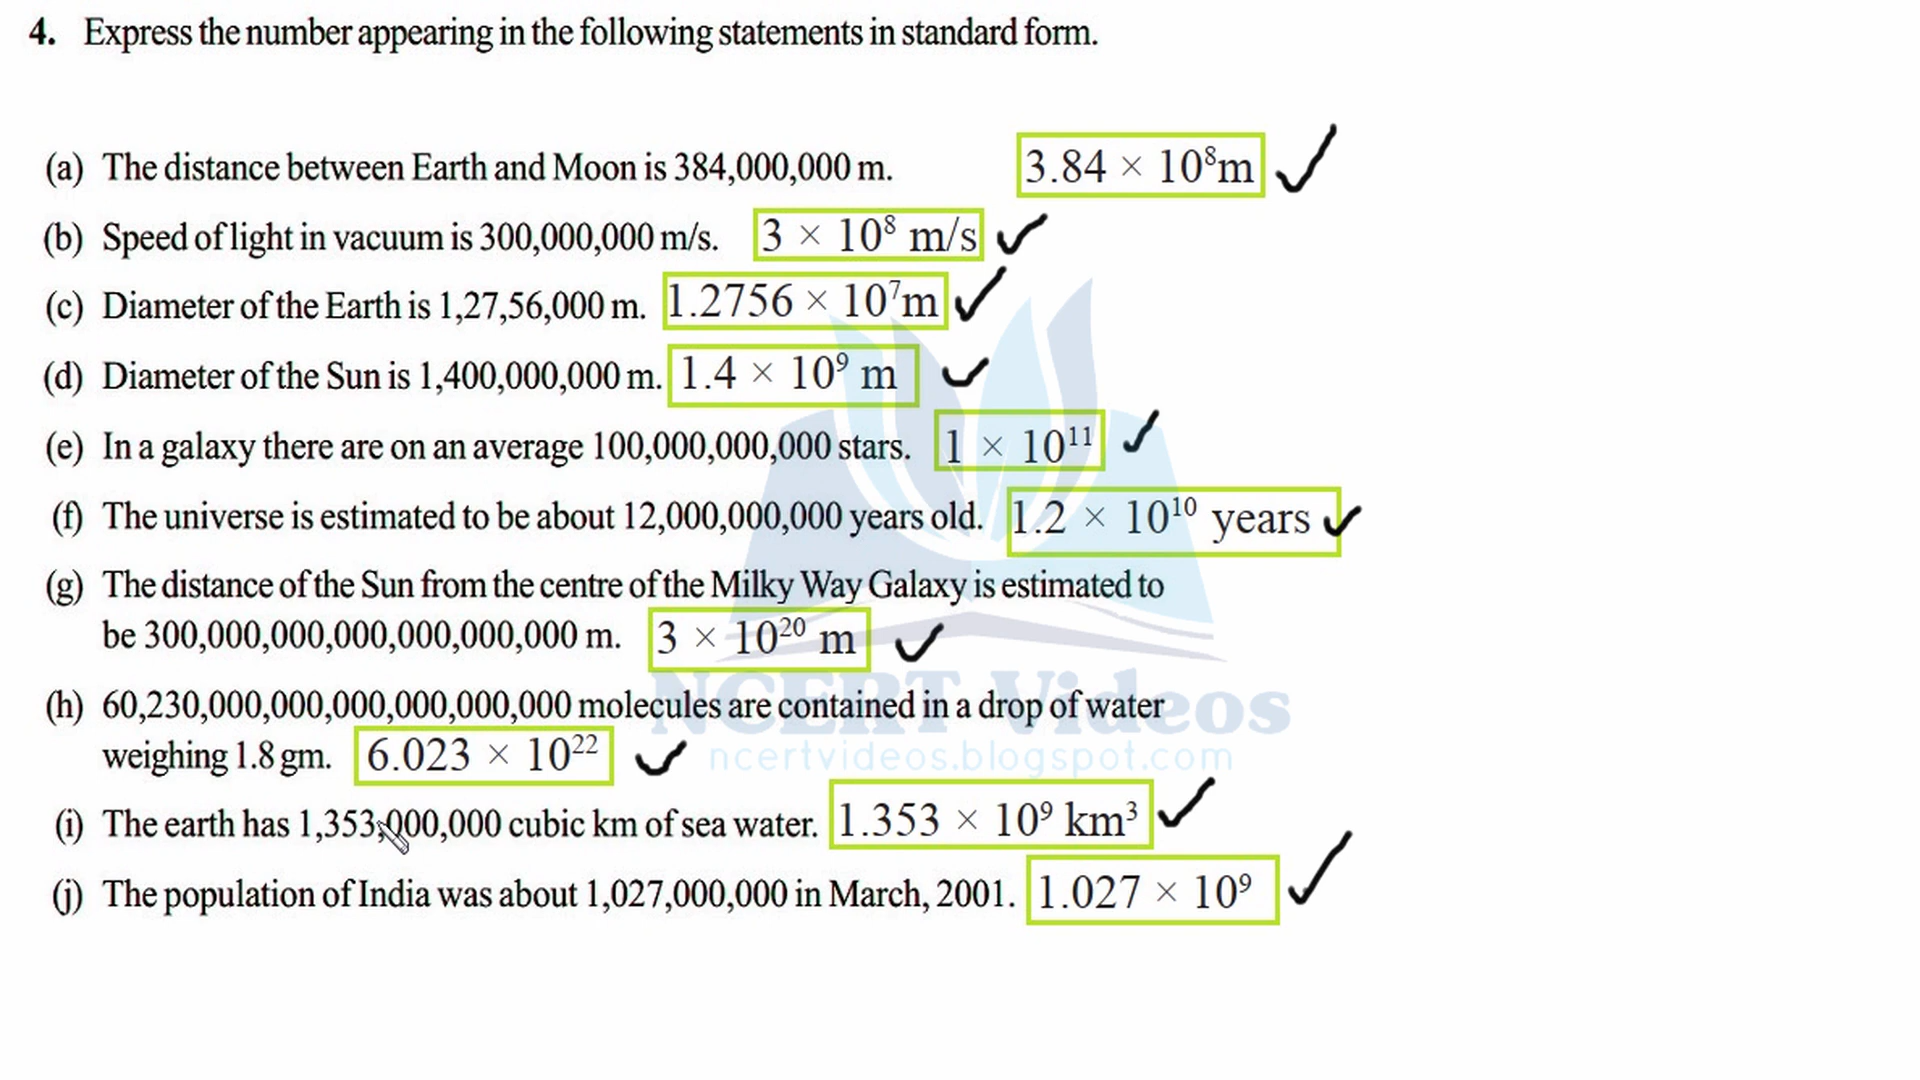 4. Express the number appearing in the following statements in standard form.
(a) The distance between Earth and Moon is 384,000,000 m. 3.84 × 10⁸m
(b) Speed of light in vacuum is 300,000,000 m/s. 3 × 10⁸ m/s
(c) Diameter of the Earth is 1,27,56,000 m. 1.2756 × 10⁷m
(d) Diameter of the Sun is 1,400,000,000 m. 1.4 × 10⁹ m
(e) In a galaxy there are on an average 100,000,000,000 stars. 1 × 10¹¹
(f) The universe is estimated to be about 12,000,000,000 years old. 1.2 × 10¹⁰ years
(g) The distance of the Sun from the centre of the Milky Way Galaxy is estimated to
be 300,000,000,000,000,000,000 m. 3 × 10²⁰ m
(h) 60,230,000,000,000,000,000,000 molecules are contained in a drop of water
NCERT Videos
weighing 1.8 gm. 6.023 × 10²²
ncertvideos.blogspot.com
(i) The earth has 1,353,000,000 cubic km of sea water. 1.353 × 10⁹ km³
(j) The population of India was about 1,027,000,000 in March, 2001. 1.027 × 10⁹